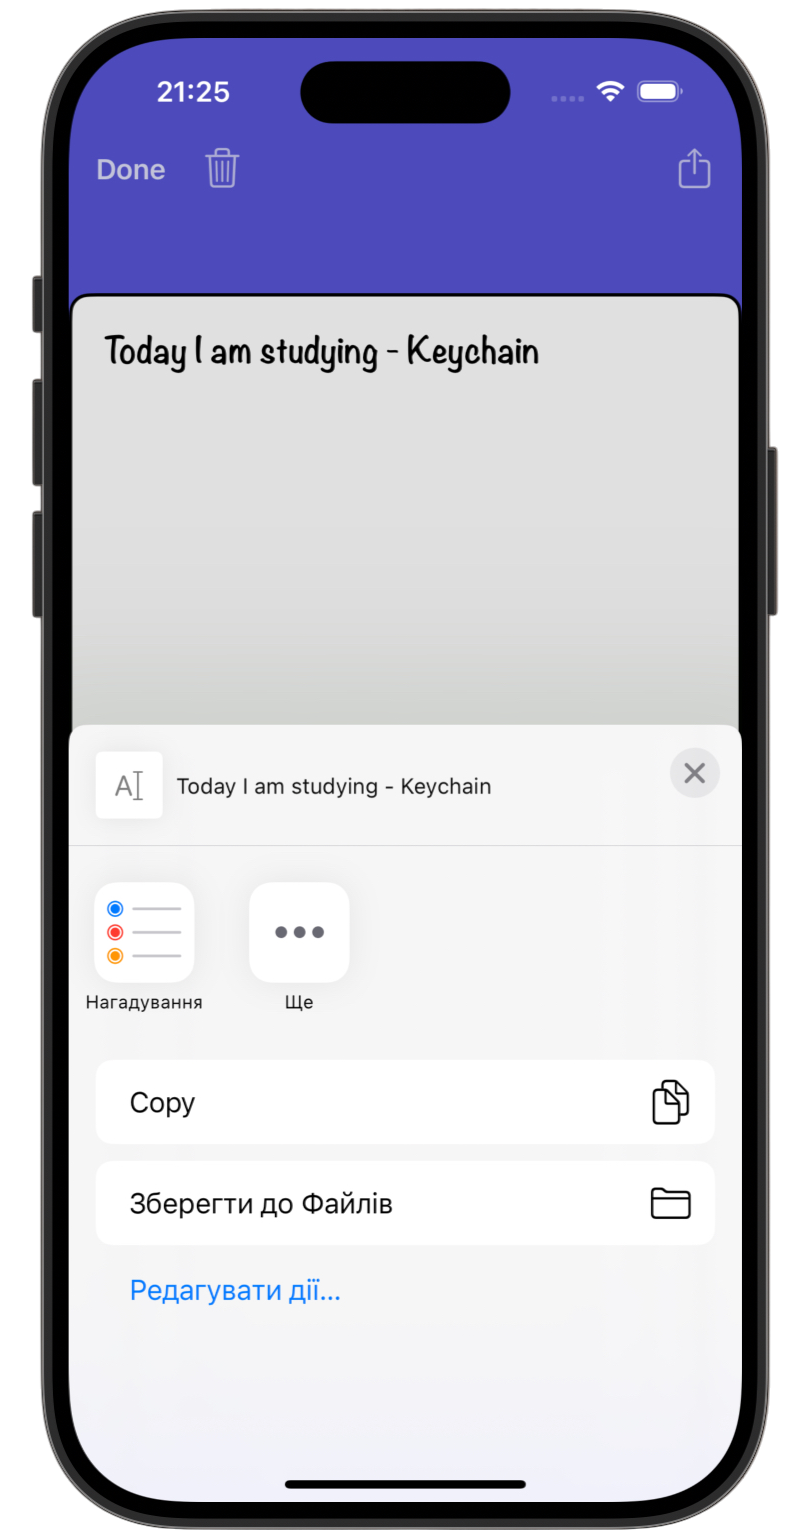 21:25
Done
Today I am studying - Keychain
AI
Today I am studying - Keychain
Нагадування
Ще
Copy
Зберегти до Файлів
Редагувати дії...